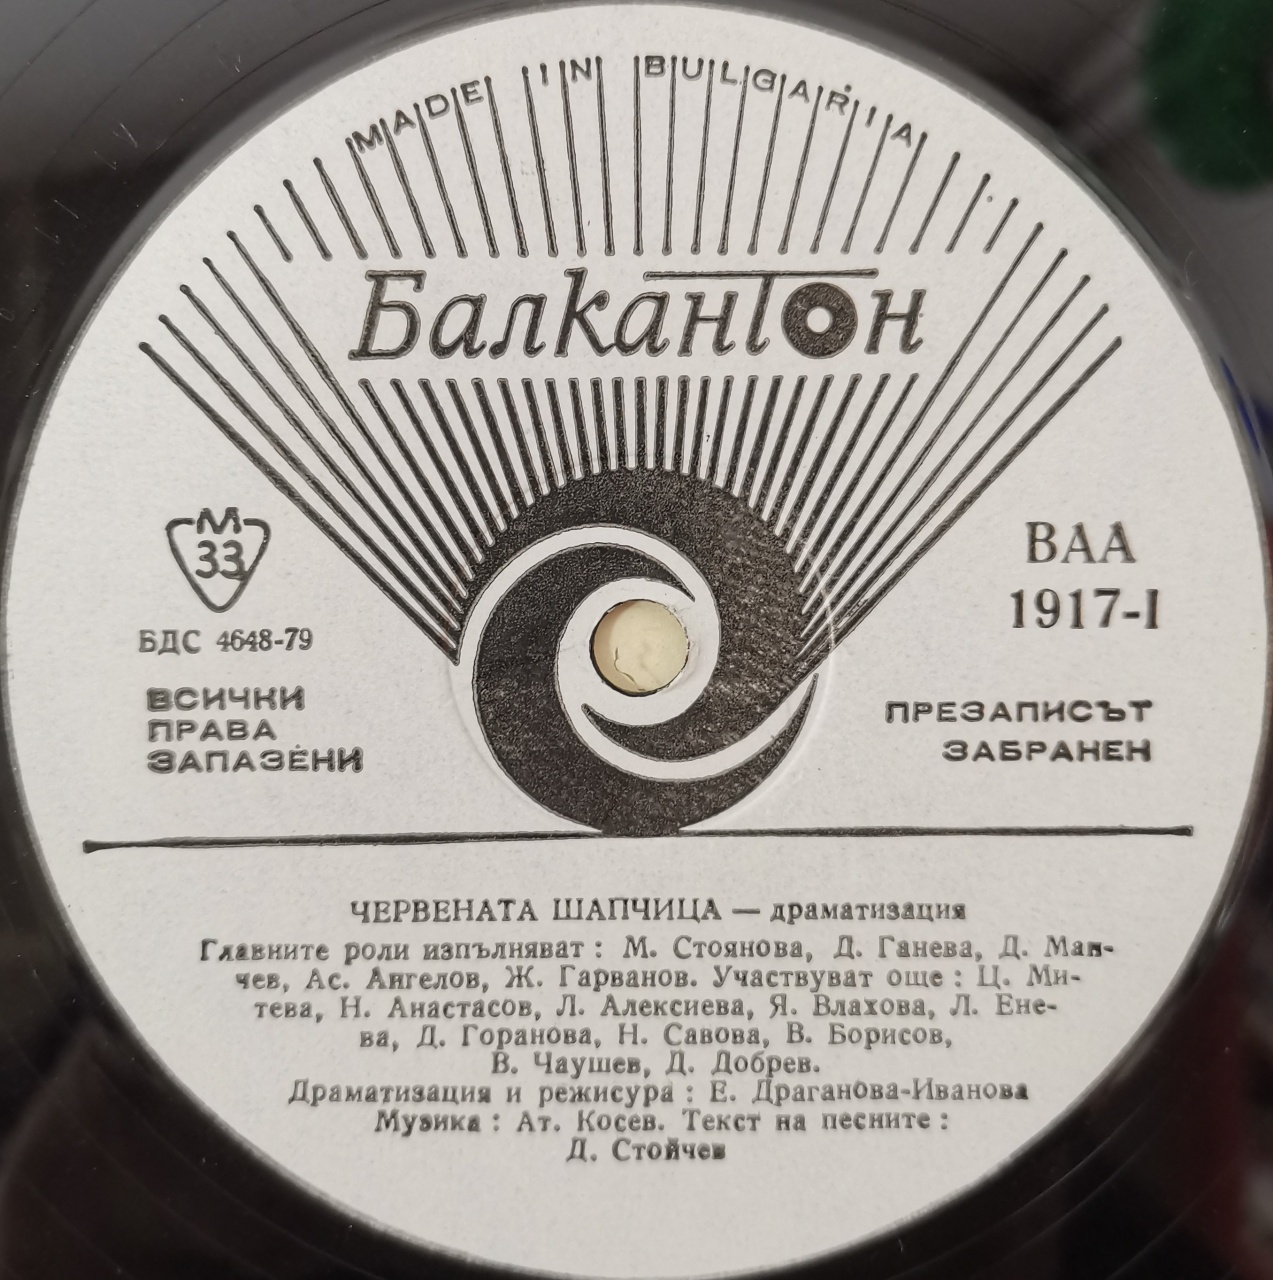 MADE IN BULGARIA
Балкантон
М
33
БДС 4648-79
ВСИЧКИ
ПРАВА
ЗАПАЗЕНИ
ВАА
1917-I
ПРЕЗАПИСЪТ
ЗАБРАНЕН
ЧЕРВЕНАТА ШАПЧИЦА — драматизация
Главните роли изпълняват : М. Стоянова, Д. Ганева, Д. Ман-
чев, Ас. Ангелов, Ж. Гарванов. Участвуват още : Ц. Ми-
тева, Н. Анастасов, Л. Алексиева, Я. Влахова, Л. Ене-
ва, Д. Горанова, Н. Савова, В. Борисов,
В. Чаушев, Д. Добрев.
Драматизация и режисура : Е. Драганова-Иванова
Музика : Ат. Косев. Текст на песните :
Д. Стойчев